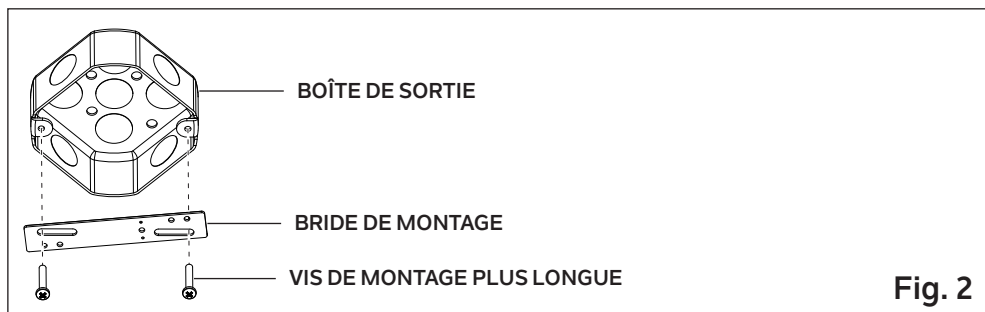 BOÎTE DE SORTIE
BRIDE DE MONTAGE
VIS DE MONTAGE PLUS LONGUE
Fig. 2